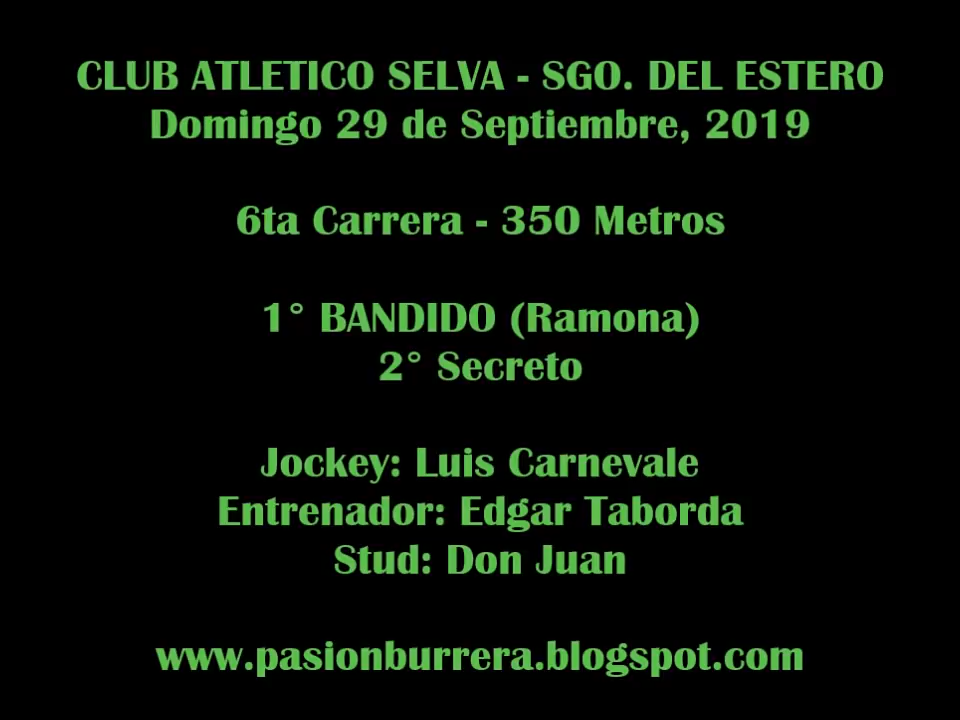 CLUB ATLETICO SELVA - SGO. DEL ESTERO
Domingo 29 de Septiembre, 2019
6ta Carrera - 350 Metros
1° BANDIDO (Ramona)
2° Secreto
Jockey: Luis Carnevale
Entrenador: Edgar Taborda
Stud: Don Juan
www.pasionburrera.blogspot.com